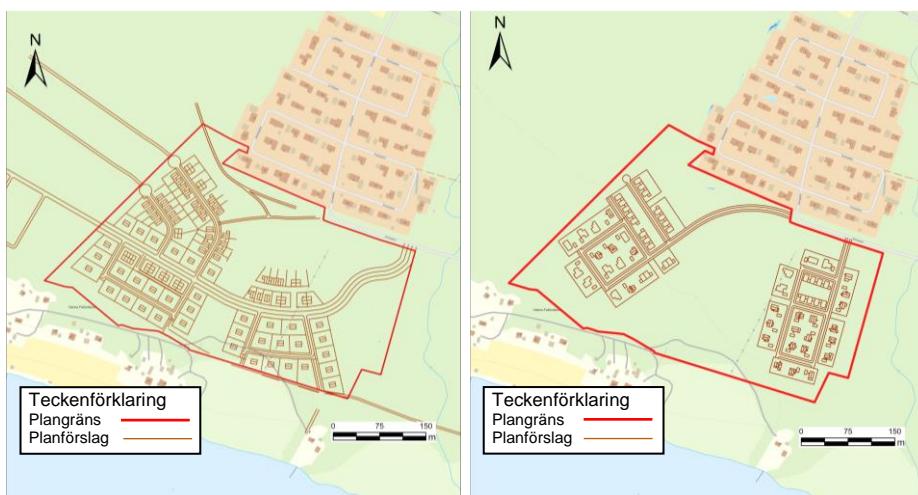 N
Teckenförklaring
Plangräns
Planförslag
0 75 150
m
N
Teckenförklaring
Plangräns
Planförslag
0 75 150
m